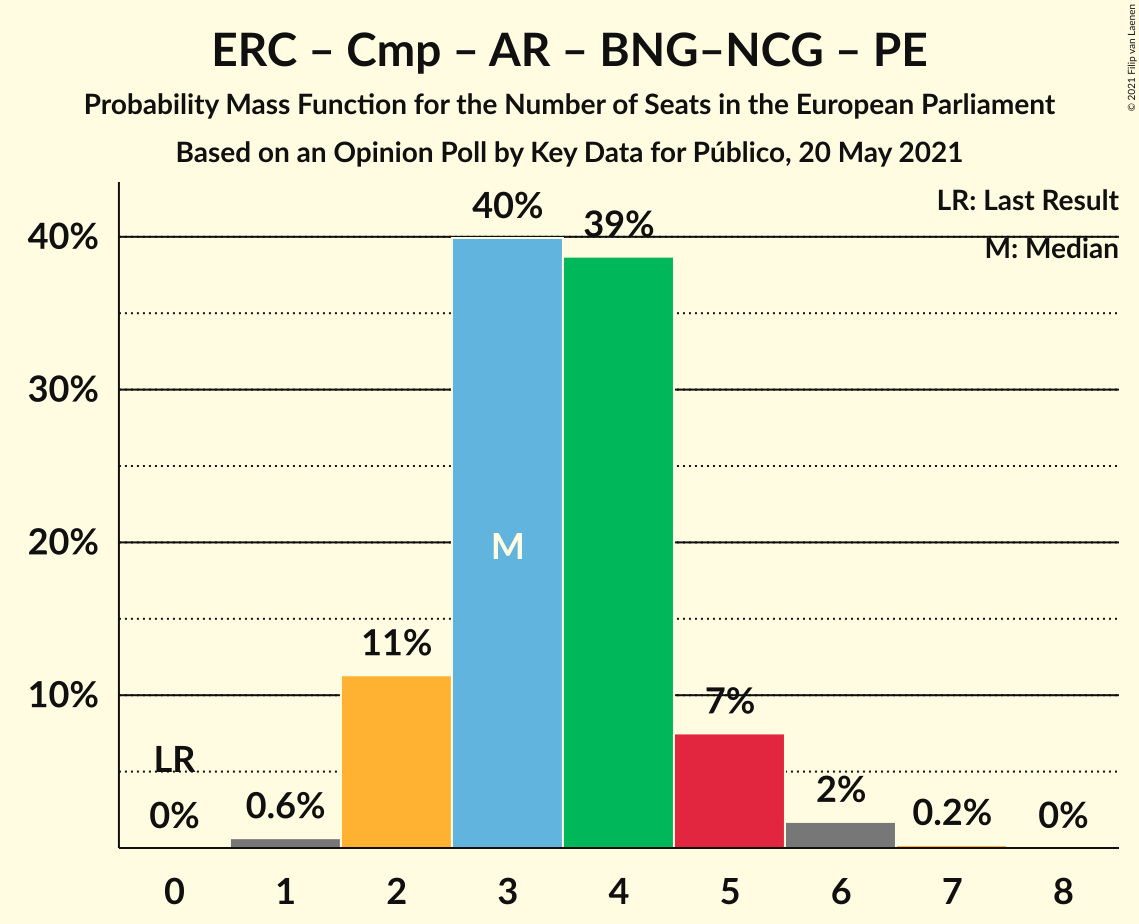 ERC – Cmp – AR – BNG–NCG – PE
Probability Mass Function for the Number of Seats in the European Parliament
Based on an Opinion Poll by Key Data for Público, 20 May 2021
© 2021 Filip van Laenen
LR: Last Result
M: Median
40%
30%
20%
10%
LR
0%
0.6%
11%
40%
M
39%
7%
2%
0.2%
0%
0 1 2 3 4 5 6 7 8